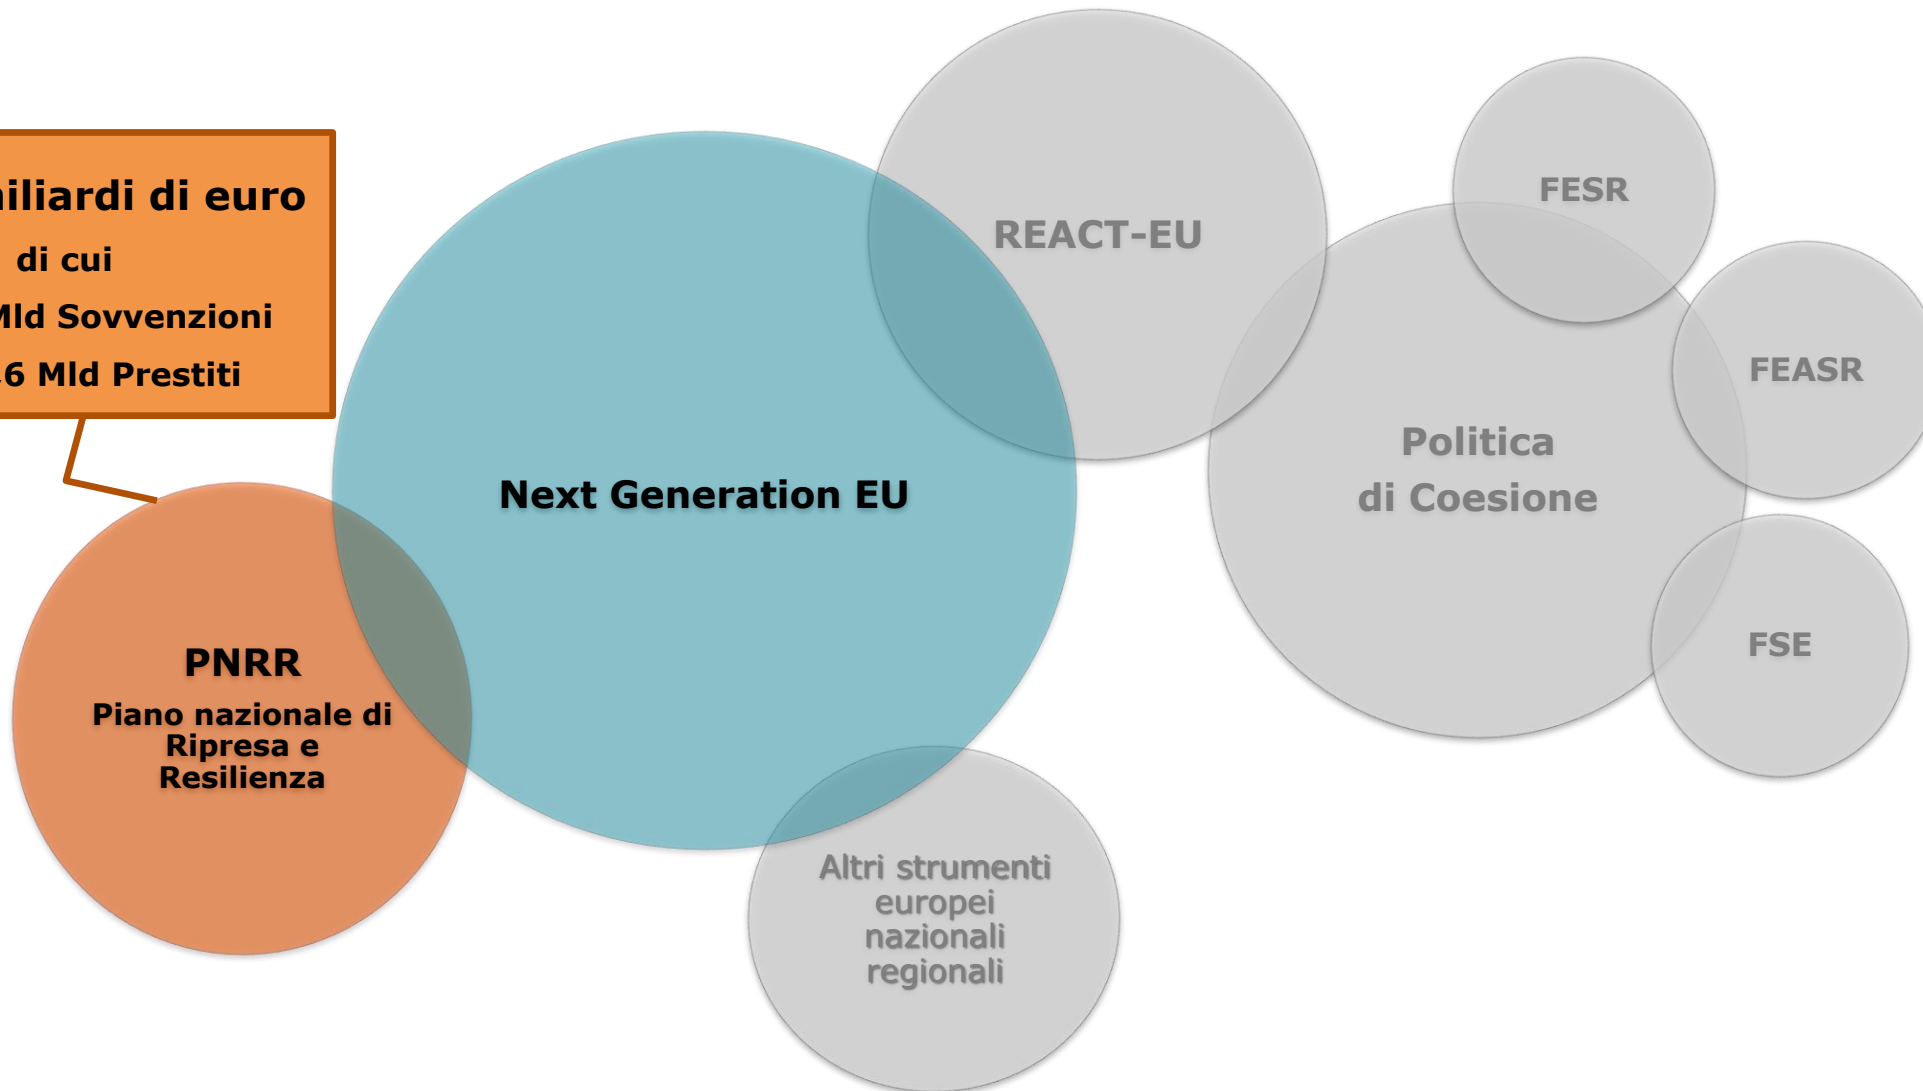 miliardi di euro
di cui
Mld Sovvenzioni
6 Mld Prestiti
Next Generation EU
PNRR
Piano nazionale di
Ripresa e
Resilienza
REACT-EU
Altri strumenti
europei
nazionali
regionali
Politica
di Coesione
FESR
FEASR
FSE